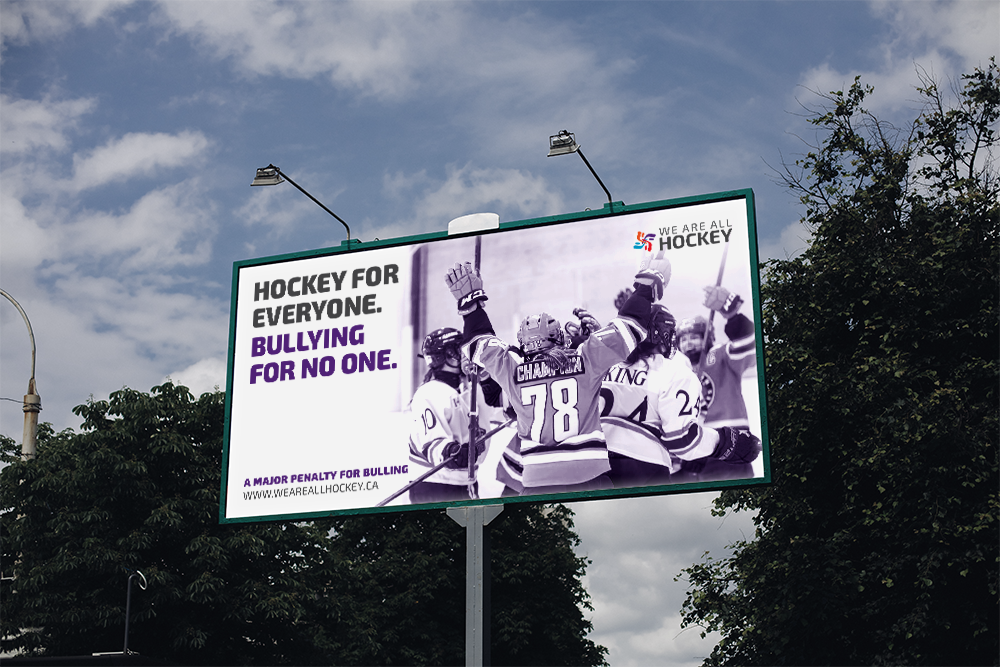 WE ARE ALL
HOCKEY
HOCKEY FOR
EVERYONE.
BULLYING
FOR NO ONE.
CHAMPION
78
KING
24
24
10
A MAJOR PENALTY FOR BULLING
WWW.WEAREALLHOCKEY.CA